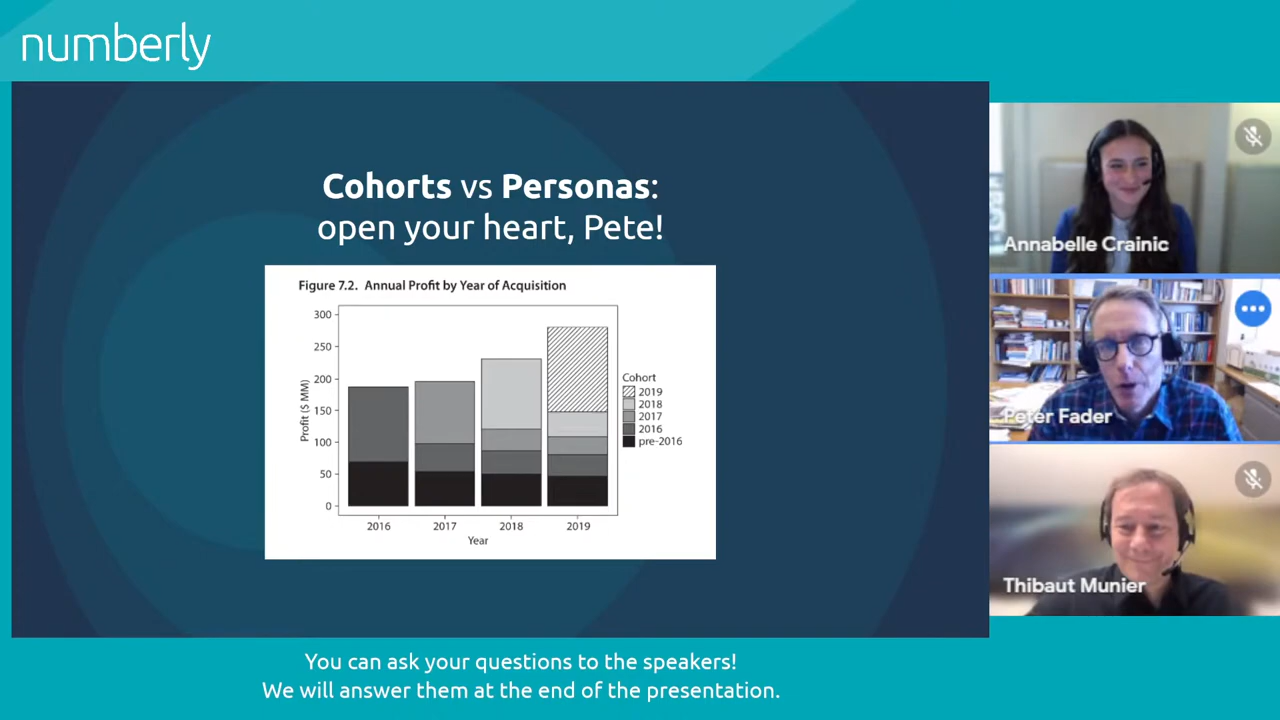 numberly
Cohorts vs Personas:
open your heart, Pete!
Figure 7.2. Annual Profit by Year of Acquisition
Profit ($ MM)
300
250
200
150
100
50
0
2016
2017
2018
2019
Year
Cohort
2019
2018
2017
2016
pre-2016
Annabelle Crainic
Peter Fader
Thibaut Munier
You can ask your questions to the speakers!
We will answer them at the end of the presentation.